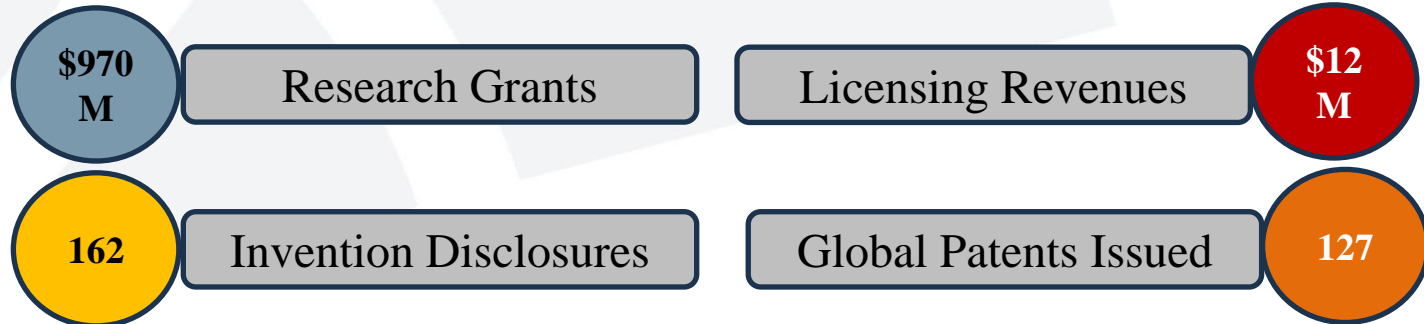 $970
M
Research Grants
Licensing Revenues
$12
M
162
Invention Disclosures
Global Patents Issued
127